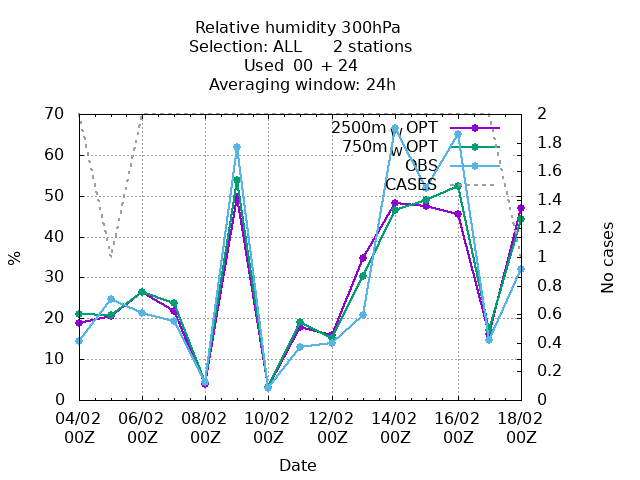 Relative humidity 300hPa
Selection: ALL 2 stations
Used 00 + 24
Averaging window: 24h
70 2
60 1.8
50 1.6
40 1.4
30 1.2
20 1
10 0.8
0 0.6
0.4
0.2
0
2500m w OPT
750m w OPT
OBS
CASES
%
No cases
04/02 06/02 08/02 10/02 12/02 14/02 16/02 18/02
00Z 00Z 00Z 00Z 00Z 00Z 00Z 00Z
Date